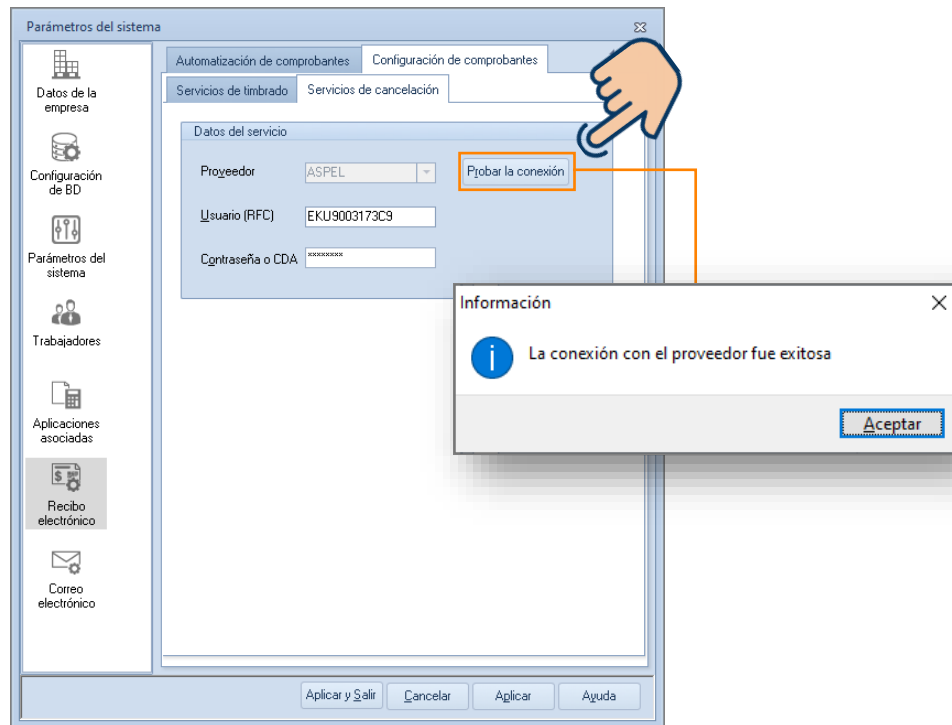 Parámetros del sistema
Datos de la
empresa
Configuración
de BD
Parámetros del
sistema
Trabajadores
Aplicaciones
asociadas
Recibo
electrónico
Correo
electrónico
Automatización de comprobantes
Configuración de comprobantes
Servicios de timbrado
Servicios de cancelación
Datos del servicio
Proveedor
ASPEL
Probar la conexión
Usuario (RFC)
EKU9003173C9
Contraseña o CDA
********
Información
La conexión con el proveedor fue exitosa
Aceptar
Aplicar y Salir
Cancelar
Aplicar
Ayuda